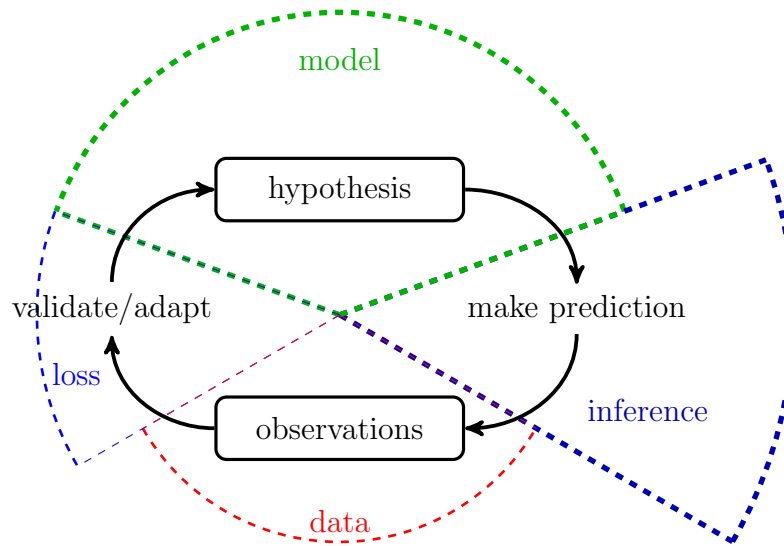 model
hypothesis
validate/adapt
make prediction
loss
inference
observations
data